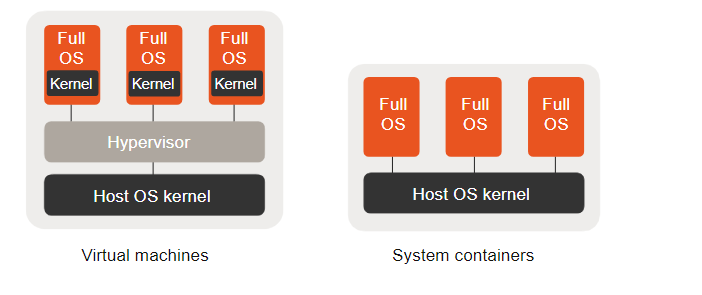 Full
OS
Kernel
Full
OS
Kernel
Full
OS
Kernel
Hypervisor
Host OS kernel
Virtual machines
Full
OS
Full
OS
Full
OS
Host OS kernel
System containers